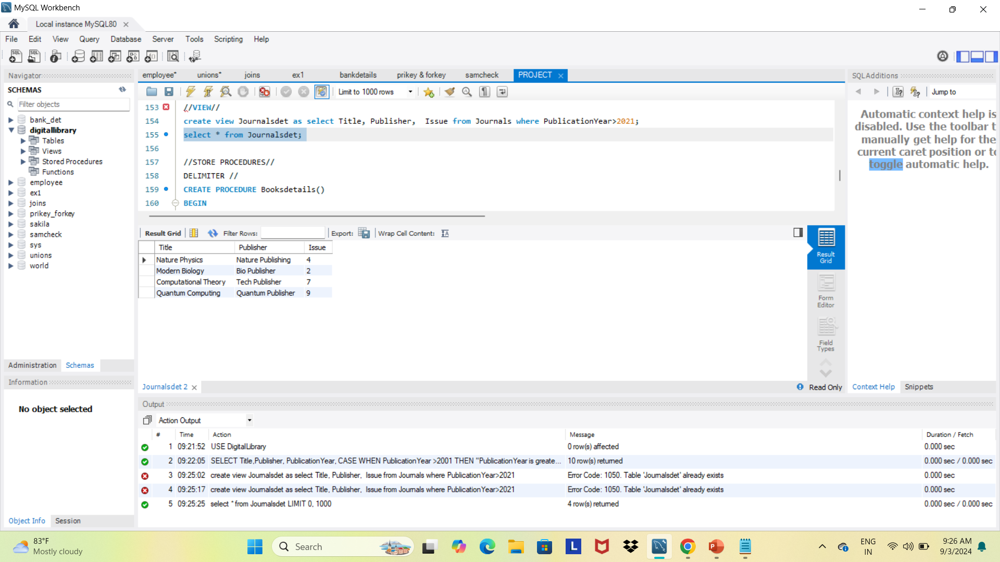 MySQL Workbench
Local instance MySQL80
File Edit View Query Database Server Tools Scripting Help
Navigator
SCHEMAS
Filter objects
bank_det
digitallibrary
Tables
Views
Stored Procedures
Functions
employee
ex1
joins
prikey_forkey
sakila
samcheck
sys
unions
world
Administration Schemas
Information
No object selected
Object Info Session
employee* unions* joins ex1 bankdetails prikey & forkey samcheck PROJECT
Limit to 1000 rows
153 //VIEW//
154 create view Journalsdet as select Title, Publisher,  Issue from Journals where PublicationYear>2021;
155 select * from Journalsdet;
156
157 //STORE PROCEDURES//
158 DELIMITER //
159 CREATE PROCEDURE Booksdetails()
160 BEGIN
Result Grid Filter Rows: Export: Wrap Cell Content:
Title Publisher Issue
Nature Physics Nature Publishing 4
Modern Biology Bio Publisher 2
Computational Theory Tech Publisher 7
Quantum Computing Quantum Publisher 9
Result
Grid
Form
Editor
Field
Types
Journalsdet 2
Read Only
SQLAdditions
Jump to
Automatic context help is
disabled. Use the toolbar t
manually get help for the
current caret position or to
toggle automatic help.
Context Help Snippets
Output
Action Output
# Time Action Message Duration / Fetch
1 09:21:52 USE DigitalLibrary 0 row(s) affected 0.000 sec
2 09:22:05 SELECT Title,Publisher, PublicationYear, CASE WHEN PublicationYear >2001 THEN "PublicationYear is greate... 10 row(s) returned 0.000 sec / 0.000 sec
3 09:25:02 create view Journalsdet as select Title, Publisher,  Issue from Journals where PublicationYear>2021 Error Code: 1050. Table 'Journalsdet' already exists 0.000 sec
4 09:25:17 create view Journalsdet as select Title, Publisher,  Issue from Journals where PublicationYear>2021 Error Code: 1050. Table 'Journalsdet' already exists 0.000 sec
5 09:25:25 select * from Journalsdet LIMIT 0, 1000 4 row(s) returned 0.000 sec / 0.000 sec
83°F
Mostly cloudy
Search
ENG
IN
9:26 AM
9/3/2024